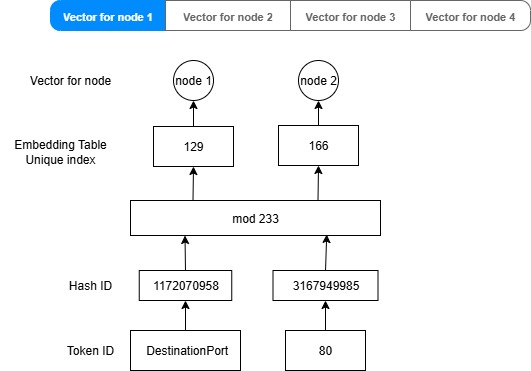 Vector for node 1 Vector for node 2 Vector for node 3 Vector for node 4
Vector for node node 1 node 2
Embedding Table
Unique index
129 166
mod 233
Hash ID 1172070958 3167949985
Token ID DestinationPort 80